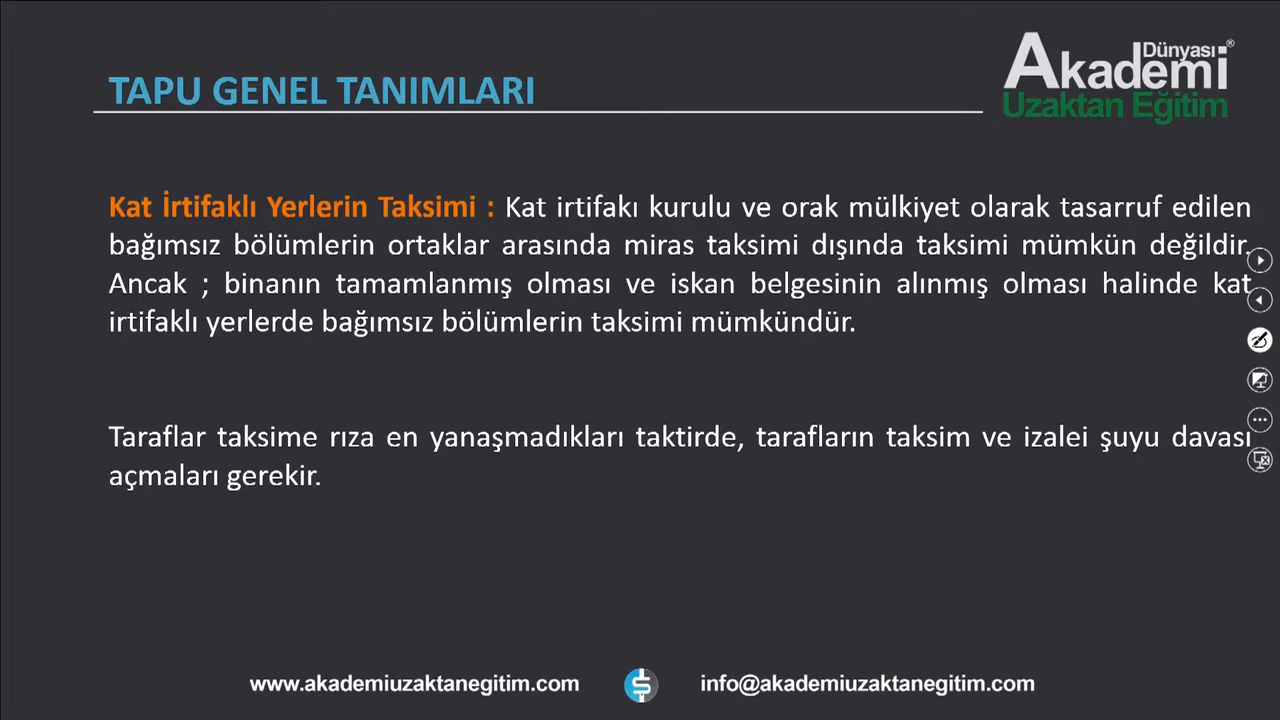 TAPU GENEL TANIMLARI
Dünyası®
Akademi
Uzaktan Eğitim
Kat İrtifaklı Yerlerin Taksimi : Kat irtifakı kurulu ve orak mülkiyet olarak tasarruf edilen
bağımsız bölümlerin ortaklar arasında miras taksimi dışında taksimi mümkün değildir.
Ancak ; binanın tamamlanmış olması ve iskan belgesinin alınmış olması halinde kat
irtifaklı yerlerde bağımsız bölümlerin taksimi mümkündür.
Taraflar taksime rıza en yanaşmadıkları taktirde, tarafların taksim ve izalei şuyu davası
açmaları gerekir.
www.akademiuzaktanegitim.com
info@akademiuzaktanegitim.com